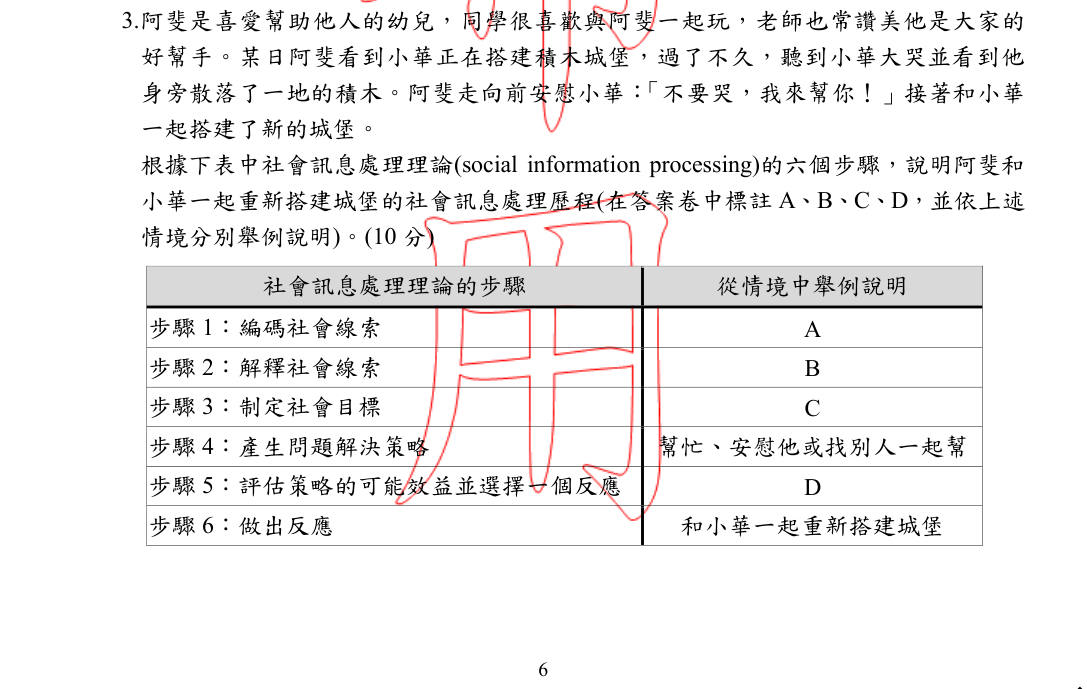 3.阿斐是喜愛幫助他人的幼兒，同學很喜歡與阿斐一起玩，老師也常讚美他是大家的
好幫手。某日阿斐看到小華正在搭建積木城堡，過了不久，聽到小華大哭並看到他
身旁散落了一地的積木。阿斐走向前安慰小華：「不要哭，我來幫你！」接著和小華
一起搭建了新的城堡。
根據下表中社會訊息處理理論(social information processing)的六個步驟，說明阿斐和
小華一起重新搭建城堡的社會訊息處理歷程(在答案卷中標註 A、B、C、D，並依上述
情境分別舉例說明)。(10 分)
社會訊息處理理論的步驟 從情境中舉例說明
步驟 1：編碼社會線索 A
步驟 2：解釋社會線索 B
步驟 3：制定社會目標 C
步驟 4：產生問題解決策略 幫忙、安慰他或找別人一起幫
步驟 5：評估策略的可能效益並選擇一個反應 D
步驟 6：做出反應 和小華一起重新搭建城堡
用
6